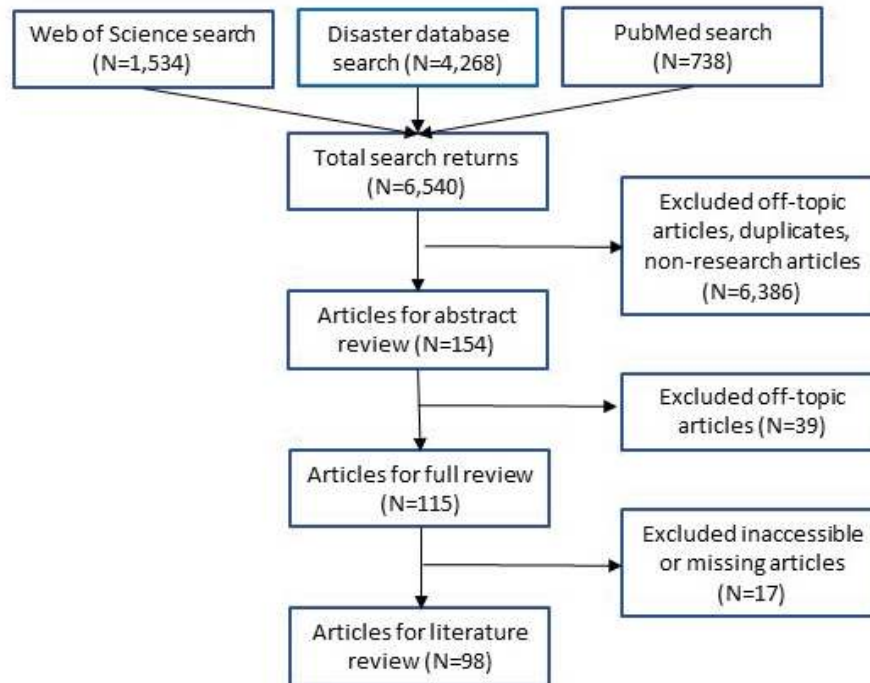 Web of Science search
(N=1,534)
Disaster database
search (N=4,268)
PubMed search
(N=738)
Total search returns
(N=6,540)
Excluded off-topic
articles, duplicates,
non-research articles
(N=6,386)
Articles for abstract
review (N=154)
Excluded off-topic
articles (N=39)
Articles for full review
(N=115)
Excluded inaccessible
or missing articles
(N=17)
Articles for literature
review (N=98)